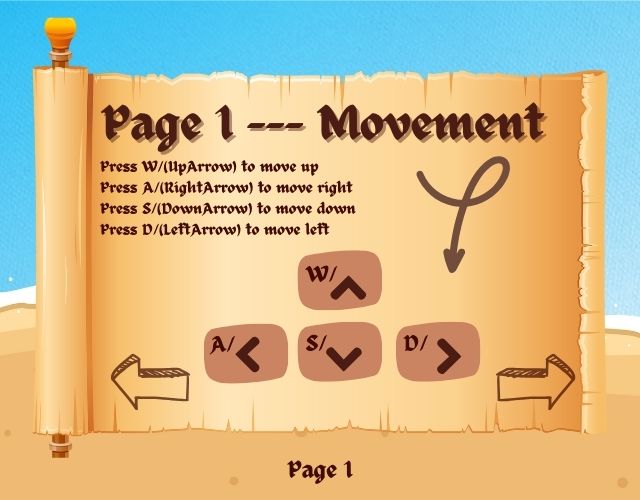 Page 1 --- Movement
Press W/(UpArrow) to move up
Press A/(RightArrow) to move right
Press S/(DownArrow) to move down
Press D/(LeftArrow) to move left
W/
A/ S/ D/
Page 1